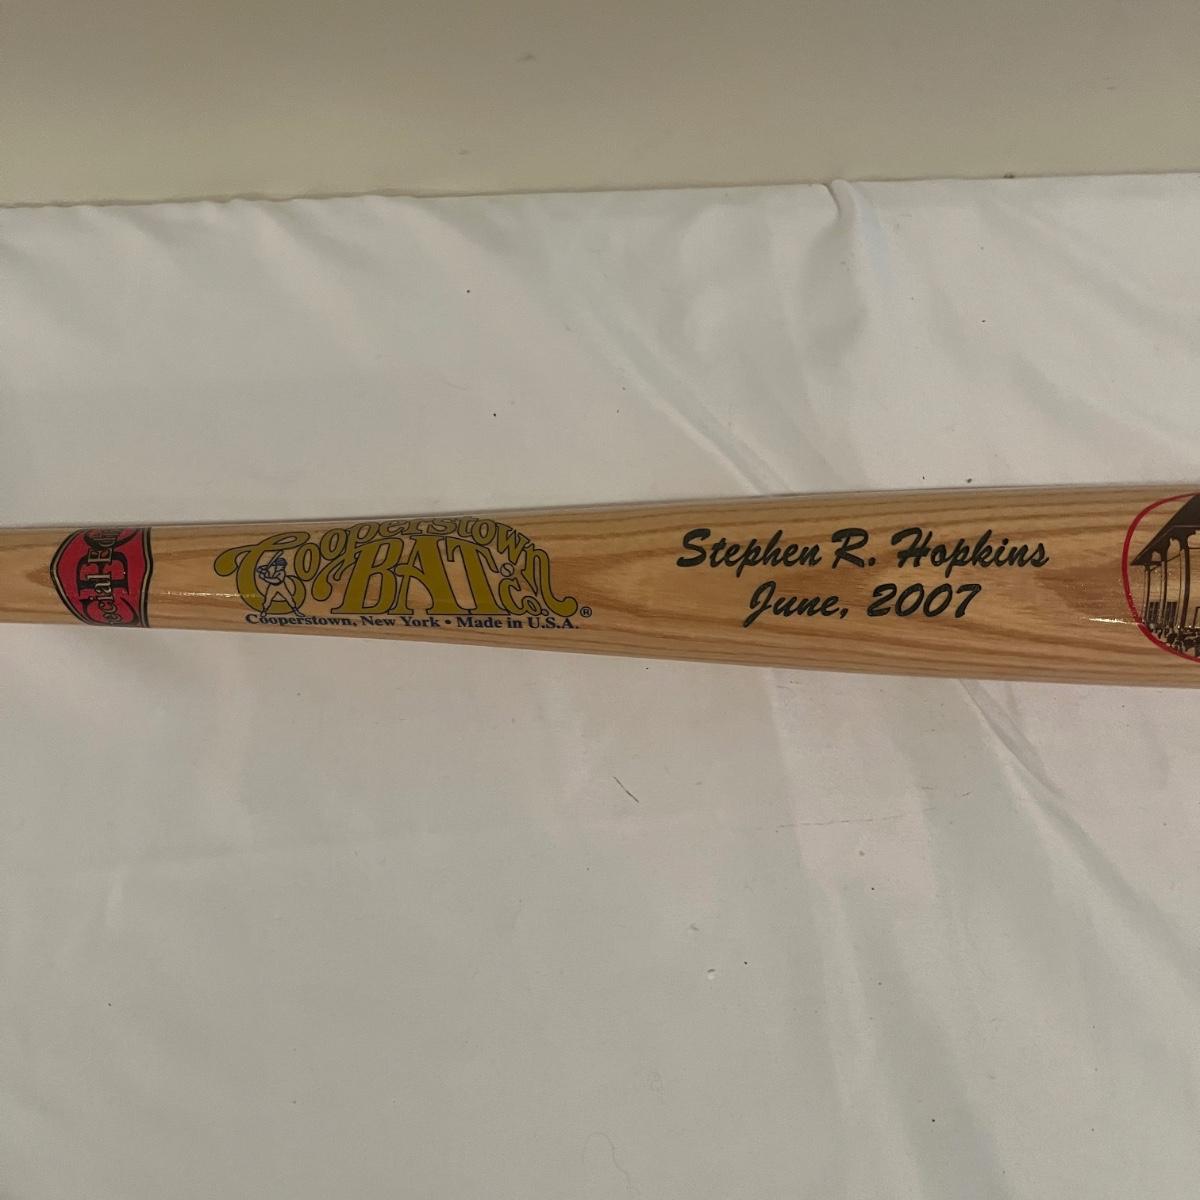 Cooperstown
BAT Co.®
Cooperstown, New York • Made in U.S.A.
Stephen R. Hopkins
June, 2007